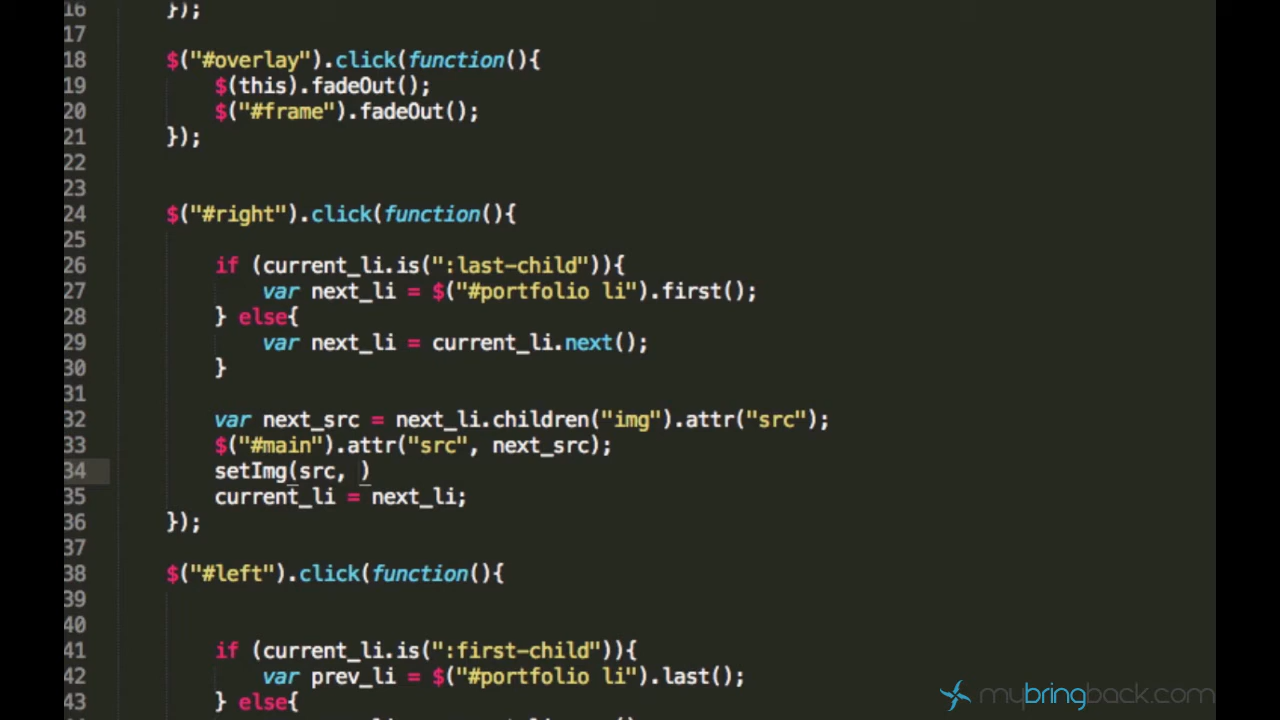 16 });
17
18 $("#overlay").click(function(){
19 $(this).fadeOut();
20 $("#frame").fadeOut();
21 });
22
23
24 $("#right").click(function(){
25
26 if (current_li.is(":last-child")){
27 var next_li = $("#portfolio li").first();
28 } else{
29 var next_li = current_li.next();
30 }
31
32 var next_src = next_li.children("img").attr("src");
33 $("#main").attr("src", next_src);
34 setImg(src, )
35 current_li = next_li;
36 });
37
38 $("#left").click(function(){
39
40
41 if (current_li.is(":first-child")){
42 var prev_li = $("#portfolio li").last();
43 } else{
mybringback.com